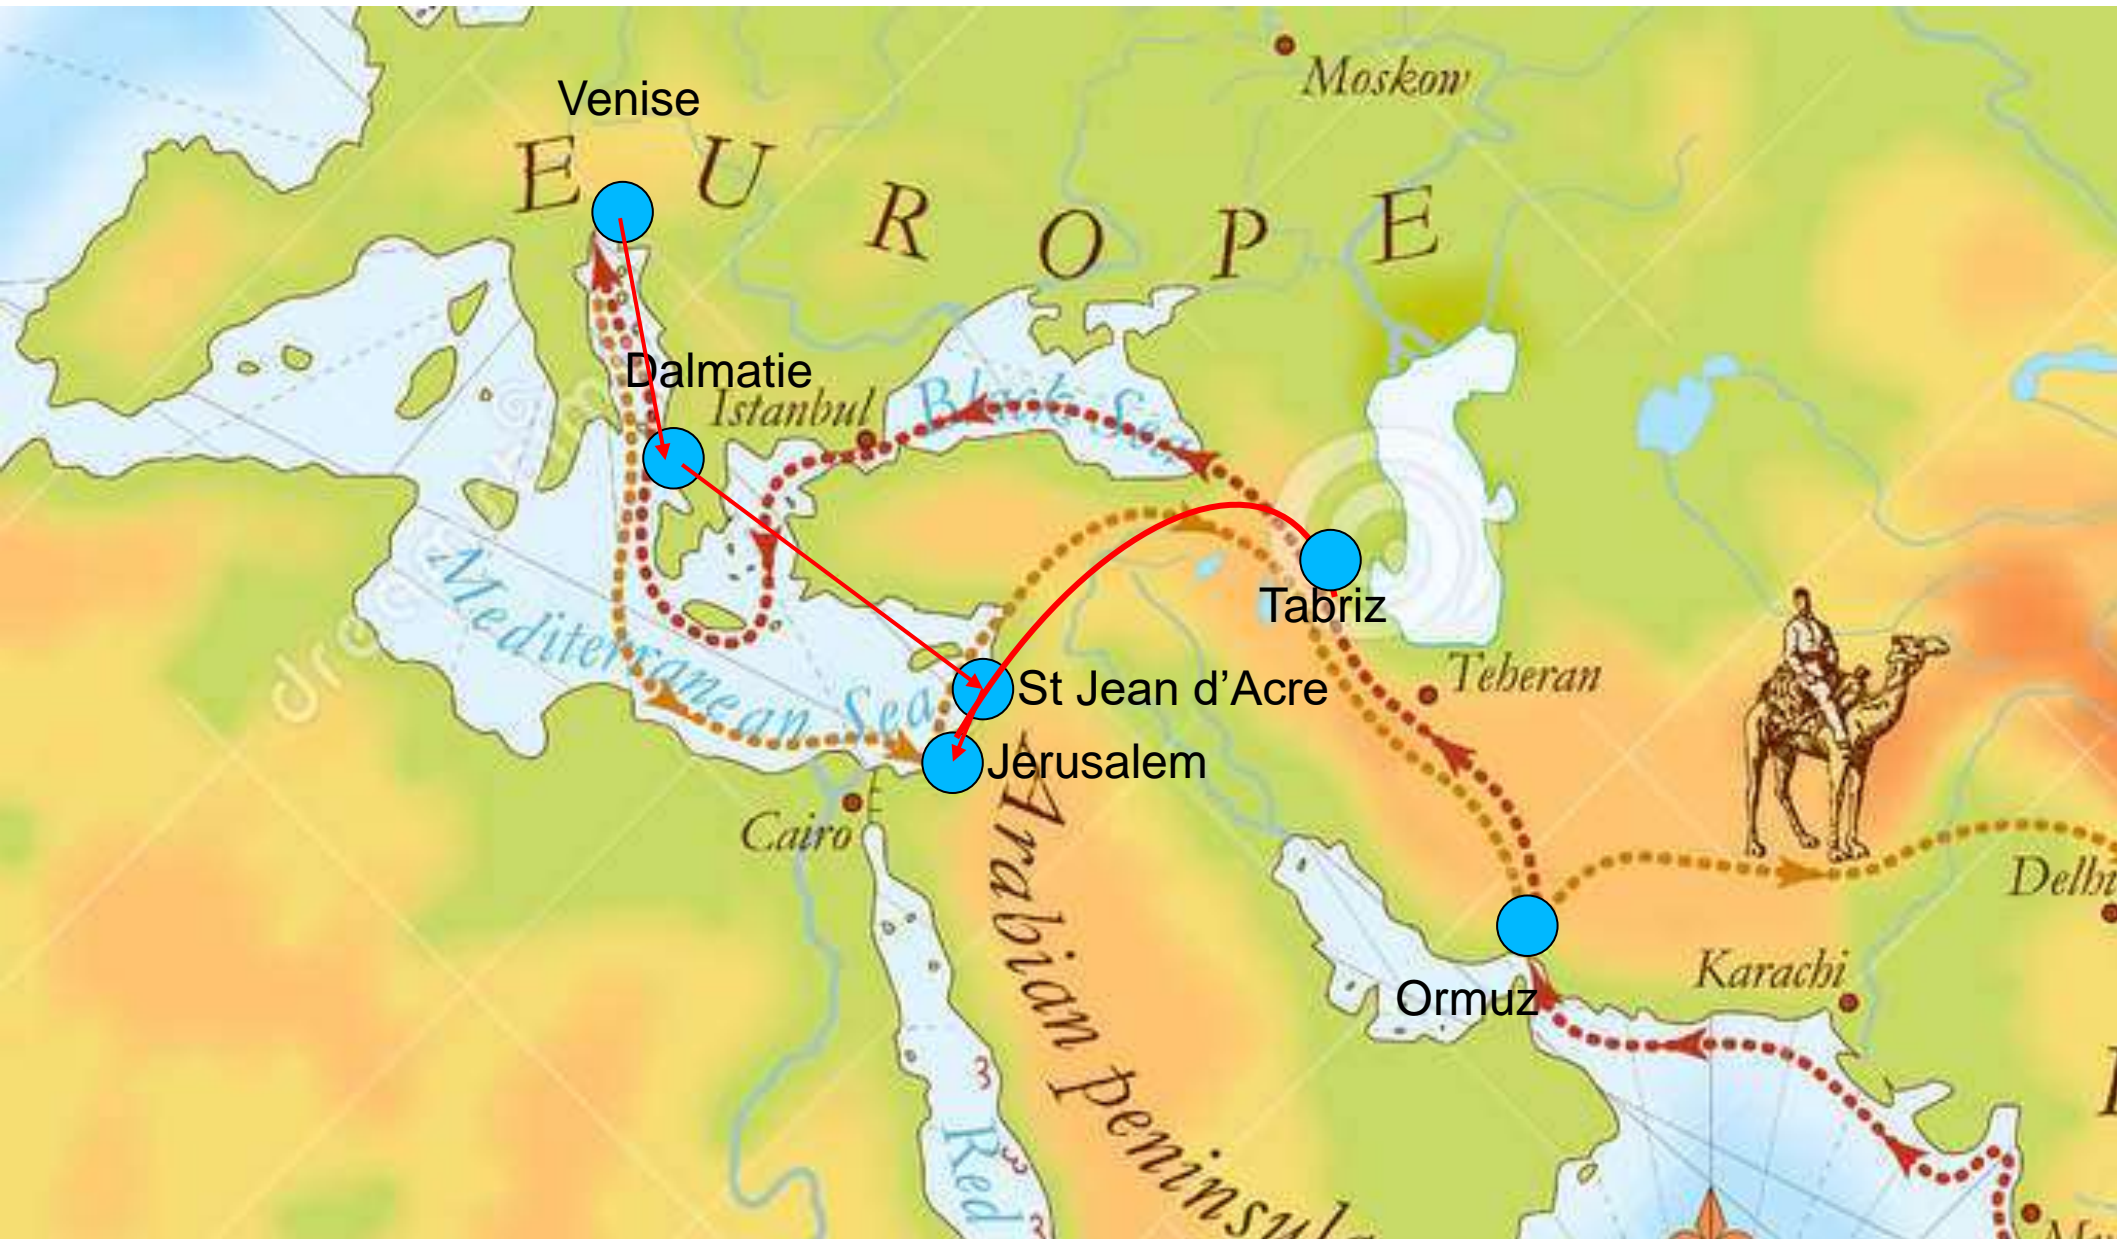 Moskow
Venise
E U R O P E
Dalmatie
Istanbul
Black Sea
Tabriz
Mediterranean Sea
Teheran
St Jean d’Acre
Jerusalem
Cairo
Arabian peninsula
Delhi
Karachi
Ormuz
Red